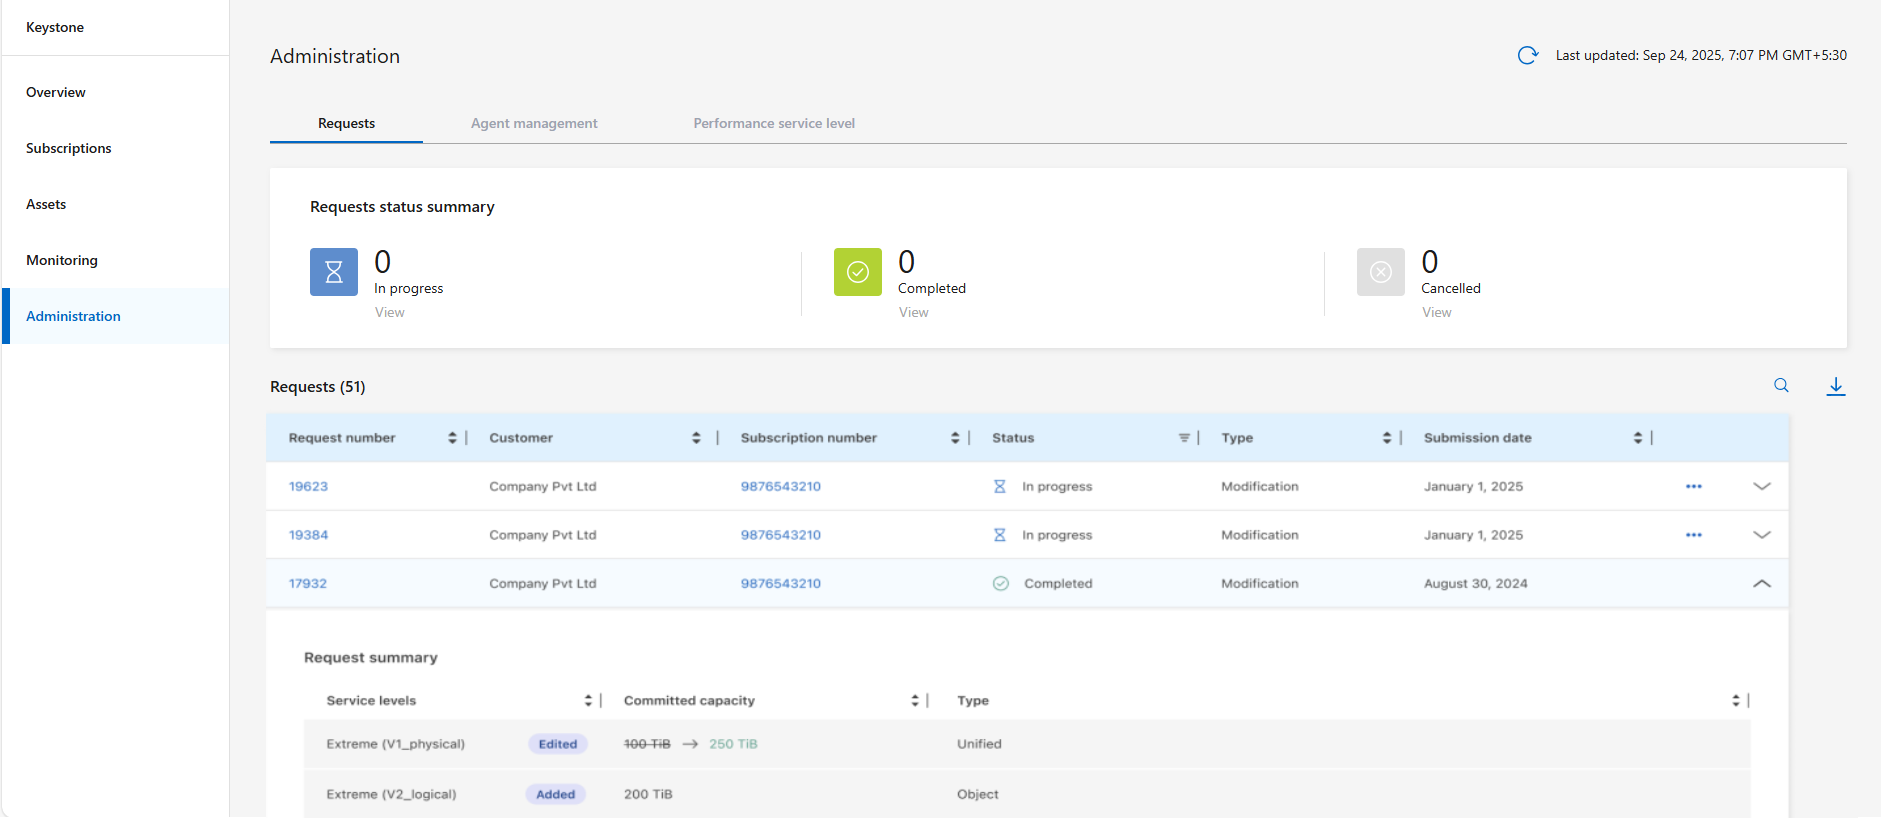 Keystone
Overview
Subscriptions
Assets
Monitoring
Administration
Administration
Last updated: Sep 24, 2025, 7:07 PM GMT+5:30
Requests Agent management Performance service level
Requests status summary
0 In progress View
0 Completed View
0 Cancelled View
Requests (51)
Request number Customer Subscription number Status Type Submission date
19623 Company Pvt Ltd 9876543210 In progress Modification January 1, 2025
19384 Company Pvt Ltd 9876543210 In progress Modification January 1, 2025
17932 Company Pvt Ltd 9876543210 Completed Modification August 30, 2024
Request summary
Service levels Committed capacity Type
Extreme (V1_physical) Edited 100 TiB → 250 TiB Unified
Extreme (V2_logical) Added 200 TiB Object